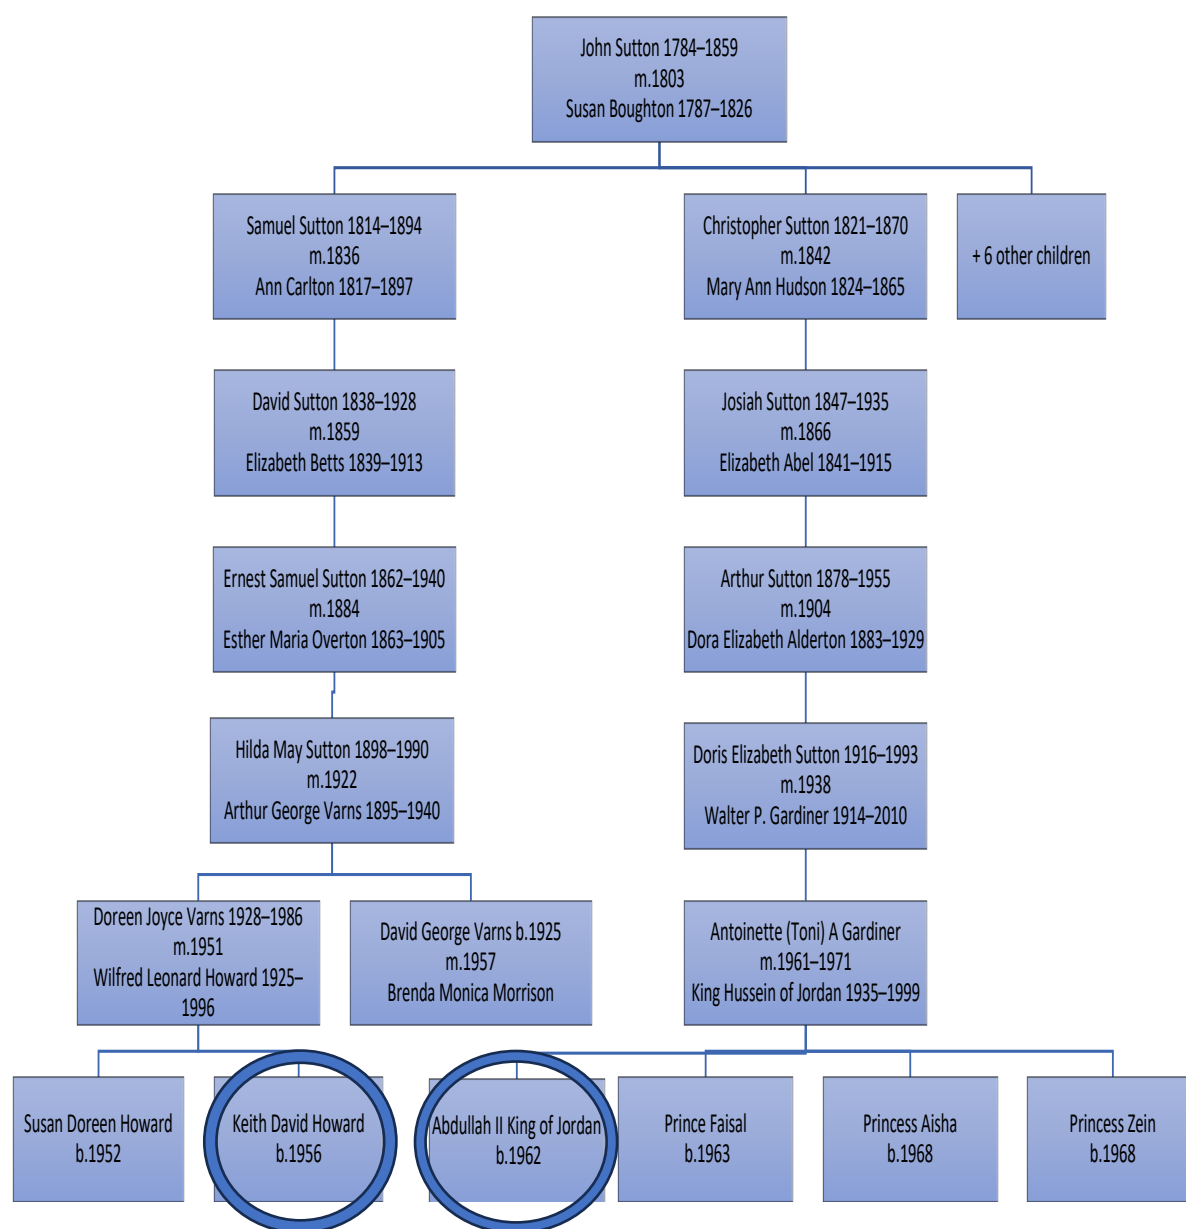 John Sutton 1784–1859
m.1803
Susan Boughton 1787–1826
Samuel Sutton 1814–1894
m.1836
Ann Carlton 1817–1897
Christopher Sutton 1821–1870
m.1842
Mary Ann Hudson 1824–1865
+ 6 other children
David Sutton 1838–1928
m.1859
Elizabeth Betts 1839–1913
Josiah Sutton 1847–1935
m.1866
Elizabeth Abel 1841–1915
Ernest Samuel Sutton 1862–1940
m.1884
Esther Maria Overton 1863–1905
Arthur Sutton 1878–1955
m.1904
Dora Elizabeth Alderton 1883–1929
Hilda May Sutton 1898–1990
m.1922
Arthur George Varns 1895–1940
Doris Elizabeth Sutton 1916–1993
m.1938
Walter P. Gardiner 1914–2010
Doreen Joyce Varns 1928–1986
m.1951
Wilfred Leonard Howard 1925–
1996
David George Varns b.1925
m.1957
Brenda Monica Morrison
Antoinette (Toni) A Gardiner
m.1961–1971
King Hussein of Jordan 1935–1999
Susan Doreen Howard
b.1952
Keith David Howard
b.1956
Abdullah II King of Jordan
b.1962
Prince Faisal
b.1963
Princess Aisha
b.1968
Princess Zein
b.1968